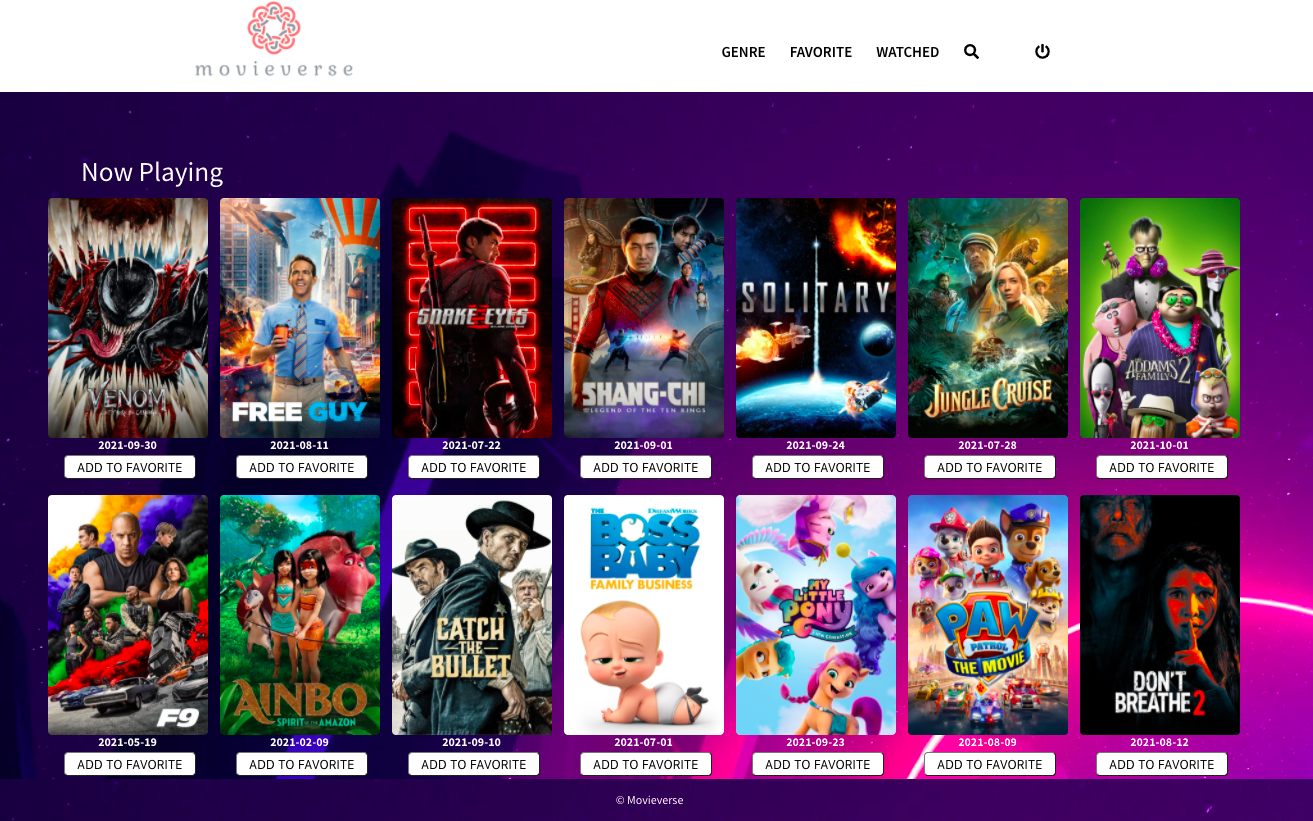 movieverse
GENRE FAVORITE WATCHED
Now Playing
VENOM
FREE GUY
SNAKE EYES
SHANG-CHI
LEGEND OF THE TEN RINGS
SOLITARY
JUNGLE CRUISE
THE ADDAMS FAMILY 2
2021-09-30 2021-08-11 2021-07-22 2021-09-01 2021-09-24 2021-07-28 2021-10-01
ADD TO FAVORITE ADD TO FAVORITE ADD TO FAVORITE ADD TO FAVORITE ADD TO FAVORITE ADD TO FAVORITE ADD TO FAVORITE
F9
AINBO
SPIRIT OF THE AMAZON
CATCH
THE
BULLET
THE DREAMWORKS
BOSS
BABY
FAMILY BUSINESS
MY
LITTLE
PONY
PAW
PATROL
THE MOVIE
DON'T
BREATHE 2
2021-05-19 2021-02-09 2021-09-10 2021-07-01 2021-09-23 2021-08-09 2021-08-12
ADD TO FAVORITE ADD TO FAVORITE ADD TO FAVORITE ADD TO FAVORITE ADD TO FAVORITE ADD TO FAVORITE ADD TO FAVORITE
© Movieverse